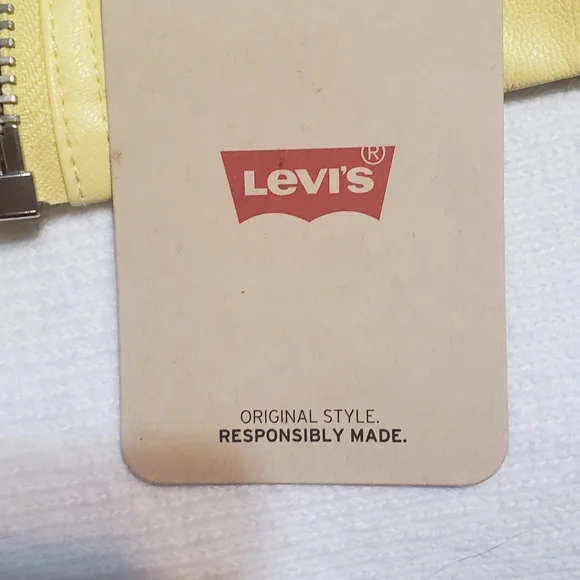 LEVI'S®
ORIGINAL STYLE.
RESPONSIBLY MADE.